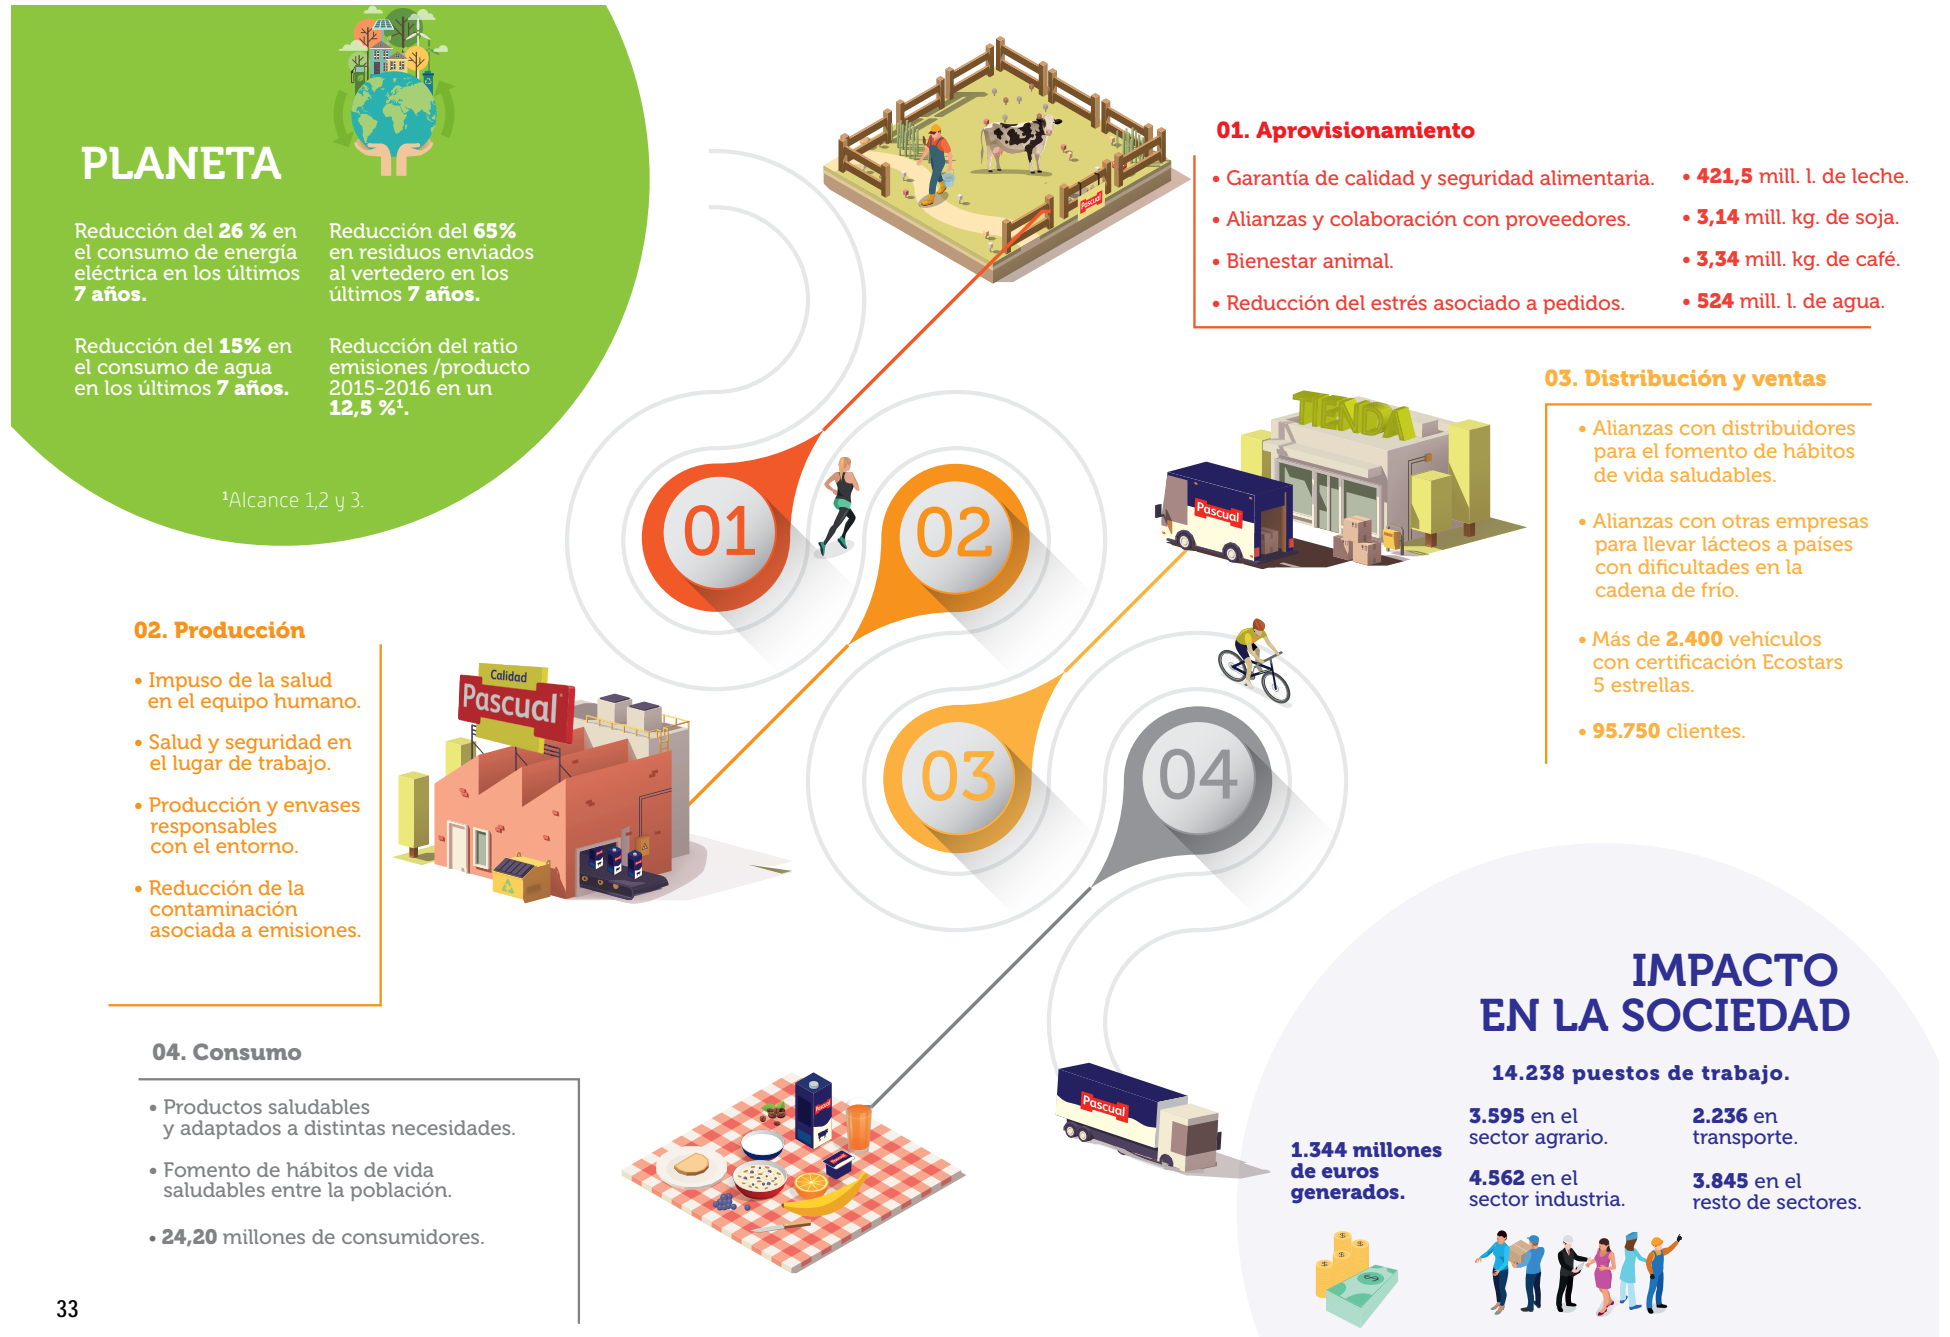 PLANETA
Reducción del 26 % en
el consumo de energía
eléctrica en los últimos
7 años.
Reducción del 65%
en residuos enviados
al vertedero en los
últimos 7 años.
Reducción del 15% en
el consumo de agua
en los últimos 7 años.
Reducción del ratio
emisiones /producto
2015-2016 en un
12,5 %¹.
¹Alcance 1,2 y 3.
Pascual
01. Aprovisionamiento
• Garantía de calidad y seguridad alimentaria.
• Alianzas y colaboración con proveedores.
• Bienestar animal.
• Reducción del estrés asociado a pedidos.
• 421,5 mill. l. de leche.
• 3,14 mill. kg. de soja.
• 3,34 mill. kg. de café.
• 524 mill. l. de agua.
01
02
03
04
TIENDA
Pascual
03. Distribución y ventas
• Alianzas con distribuidores
para el fomento de hábitos
de vida saludables.
• Alianzas con otras empresas
para llevar lácteos a países
con dificultades en la
cadena de frío.
• Más de 2.400 vehículos
con certificación Ecostars
5 estrellas.
• 95.750 clientes.
02. Producción
• Impuso de la salud
en el equipo humano.
• Salud y seguridad en
el lugar de trabajo.
• Producción y envases
responsables
con el entorno.
• Reducción de la
contaminación
asociada a emisiones.
Calidad
Pascual
04. Consumo
• Productos saludables
y adaptados a distintas necesidades.
• Fomento de hábitos de vida
saludables entre la población.
• 24,20 millones de consumidores.
Pascual
Pascual
IMPACTO
EN LA SOCIEDAD
14.238 puestos de trabajo.
1.344 millones
de euros
generados.
3.595 en el
sector agrario.
2.236 en
transporte.
4.562 en el
sector industria.
3.845 en el
resto de sectores.
33